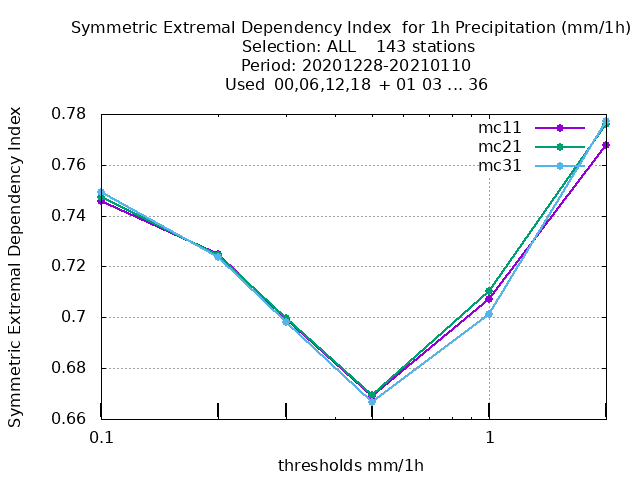 Symmetric Extremal Dependency Index  for 1h Precipitation (mm/1h)
Selection: ALL    143 stations
Period: 20201228-20210110
Used  00,06,12,18  + 01 03 ... 36
Symmetric Extremal Dependency Index
0.78
0.76
0.74
0.72
0.7
0.68
0.66
mc11
mc21
mc31
0.1
1
thresholds mm/1h